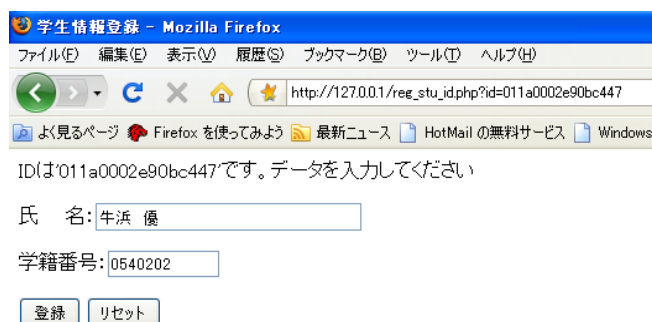 学生情報登録 - Mozilla Firefox
ファイル(F) 編集(E) 表示(V) 履歴(S) ブックマーク(B) ツール(T) ヘルプ(H)
http://127.0.0.1/reg_stu_id.php?id=011a0002e90bc447
よく見るページ Firefox を使ってみよう 最新ニュース HotMail の無料サービス Windows
IDは'011a0002e90bc447'です。データを入力してください
氏 名: 牛浜 優
学籍番号: 0540202
登録 リセット